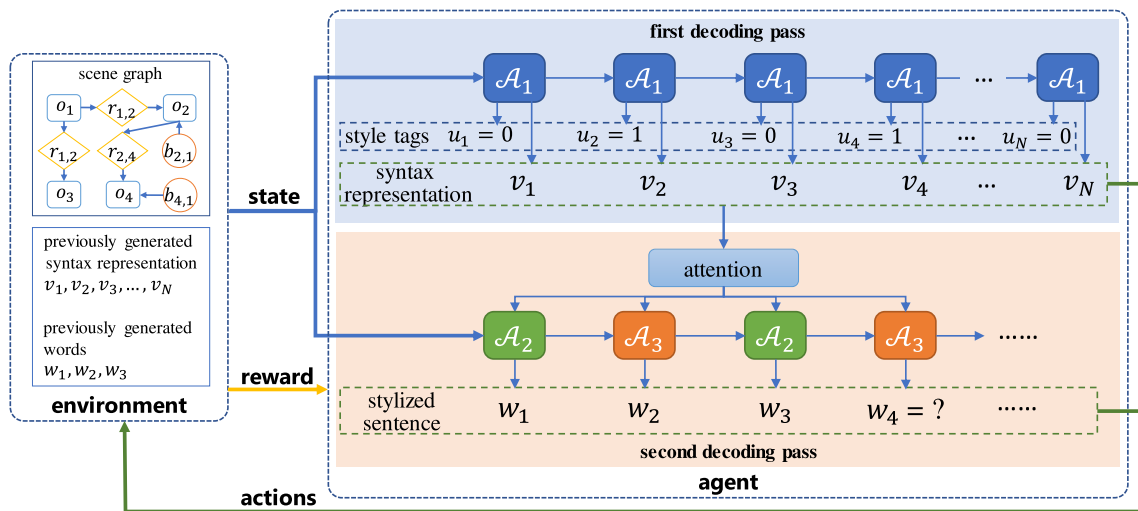 first decoding pass
scene graph
o₁ r₁,₂ o₂
r₁,₂ r₂,₄ b₂,₁
o₃ o₄ b₄,₁
previously generated
syntax representation
v₁, v₂, v₃, ..., v_N
previously generated
words
w₁, w₂, w₃
environment
state
reward
actions
𝒜₁ 𝒜₁ 𝒜₁ 𝒜₁ ... 𝒜₁
style tags u₁ = 0 u₂ = 1 u₃ = 0 u₄ = 1 ... u_N = 0
syntax
representation v₁ v₂ v₃ v₄ ... v_N
attention
𝒜₂ 𝒜₃ 𝒜₂ 𝒜₃ ......
stylized
sentence w₁ w₂ w₃ w₄ = ? ......
second decoding pass
agent